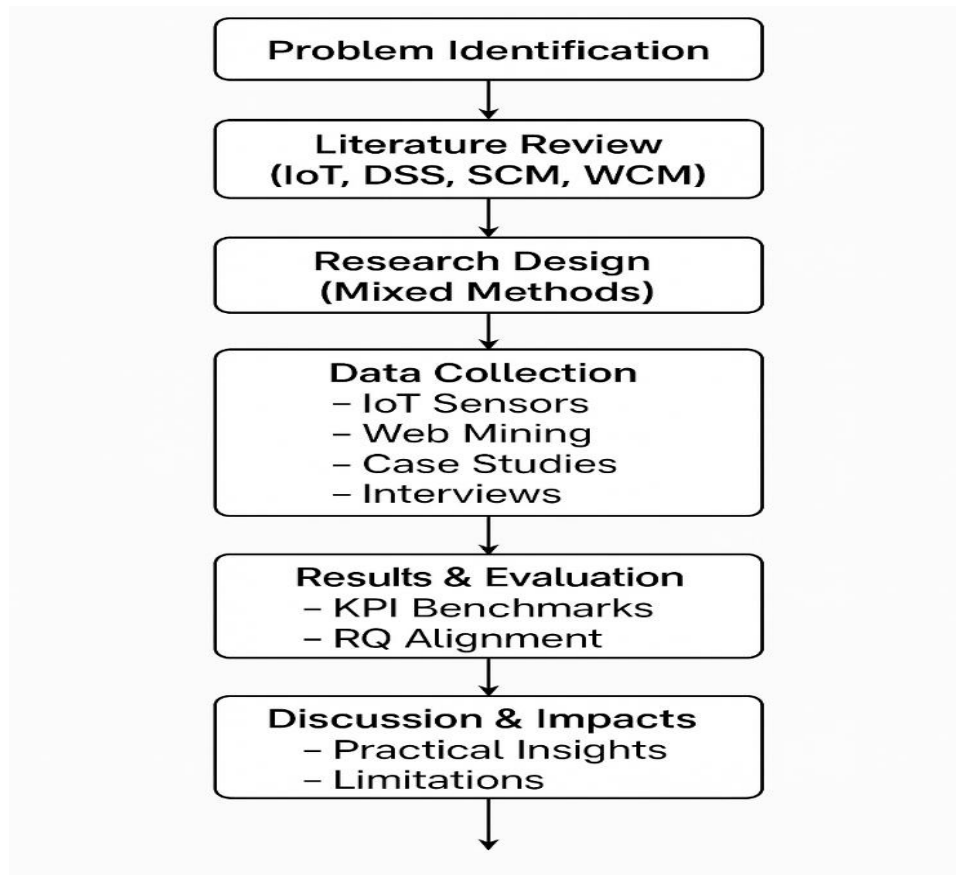 Problem Identification
Literature Review
(IoT, DSS, SCM, WCM)
Research Design
(Mixed Methods)
Data Collection
– IoT Sensors
– Web Mining
– Case Studies
– Interviews
Results & Evaluation
– KPI Benchmarks
– RQ Alignment
Discussion & Impacts
– Practical Insights
– Limitations